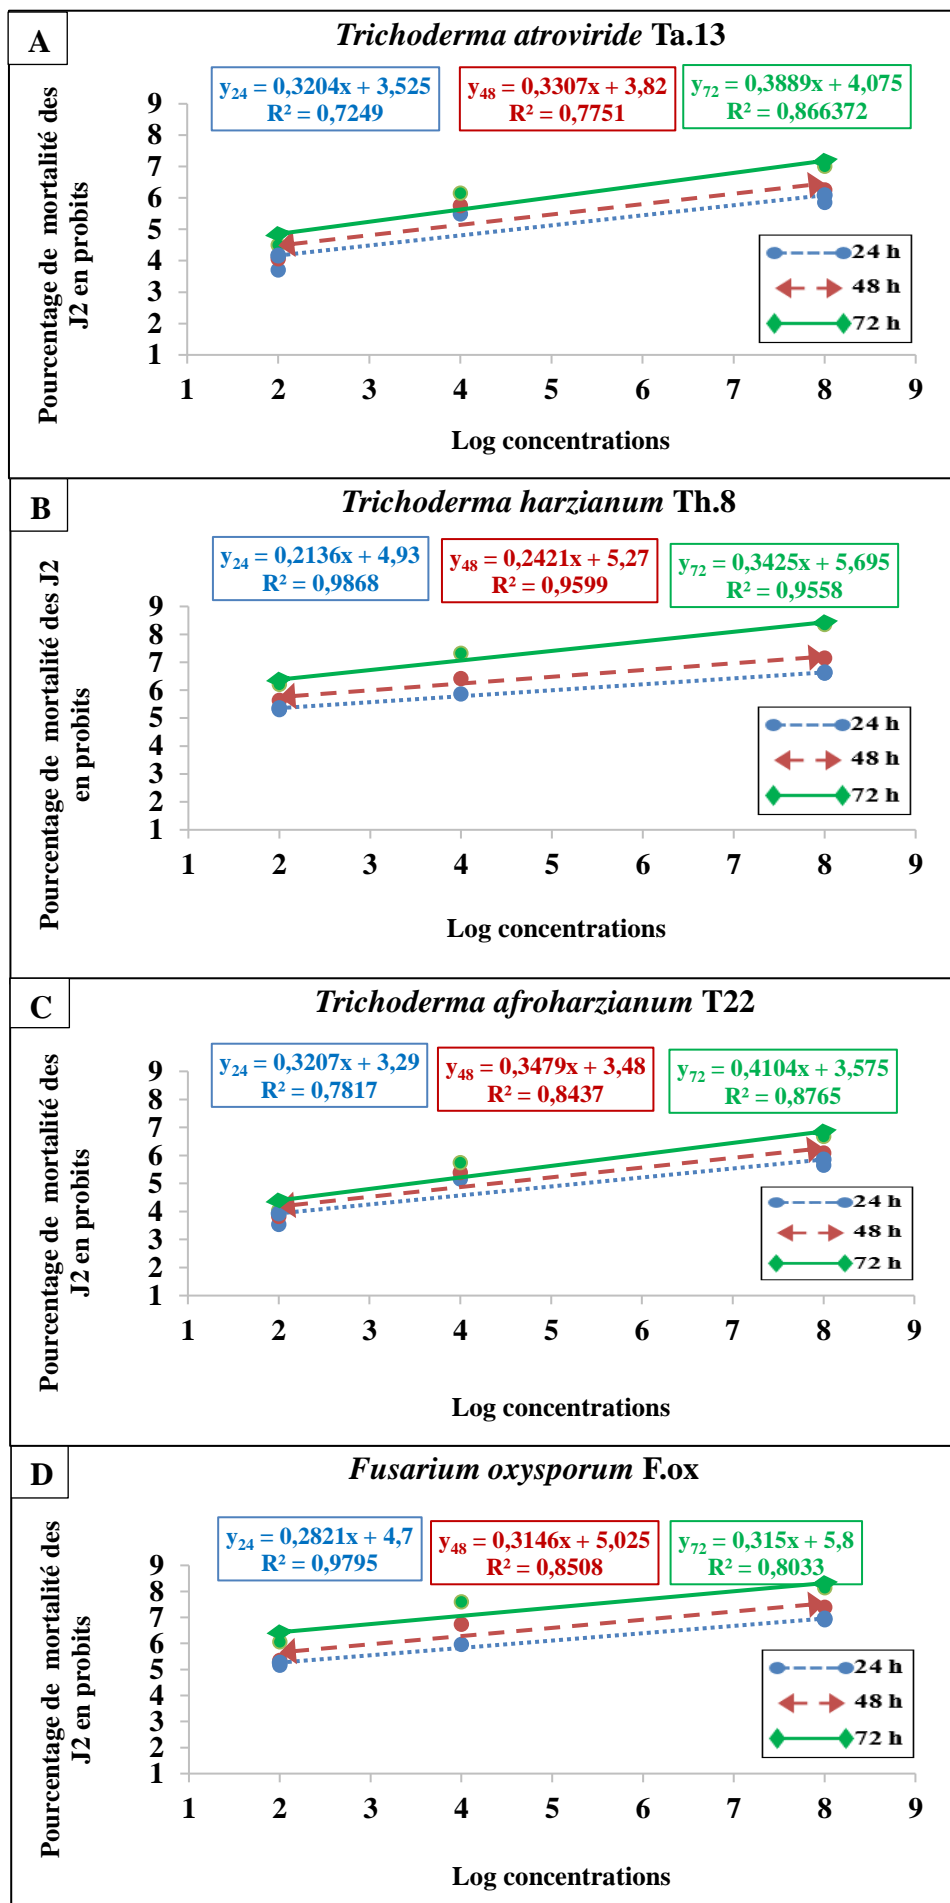 A
Trichoderma atroviride Ta.13
y24 = 0,3204x + 3,525
R² = 0,7249
y48 = 0,3307x + 3,82
R² = 0,7751
y72 = 0,3889x + 4,075
R² = 0,866372
Pourcentage de mortalité des
J2 en probits
9
8
7
6
5
4
3
2
1
24 h
48 h
72 h
1 2 3 4 5 6 7 8 9
Log concentrations
B
Trichoderma harzianum Th.8
y24 = 0,2136x + 4,93
R² = 0,9868
y48 = 0,2421x + 5,27
R² = 0,9599
y72 = 0,3425x + 5,695
R² = 0,9558
Pourcentage de mortalité des J2
en probits
9
8
7
6
5
4
3
2
1
24 h
48 h
72 h
1 2 3 4 5 6 7 8 9
Log concentrations
C
Trichoderma afroharzianum T22
y24 = 0,3207x + 3,29
R² = 0,7817
y48 = 0,3479x + 3,48
R² = 0,8437
y72 = 0,4104x + 3,575
R² = 0,8765
Pourcentage de mortalité des
J2 en probits
9
8
7
6
5
4
3
2
1
24 h
48 h
72 h
1 2 3 4 5 6 7 8 9
Log concentrations
D
Fusarium oxysporum F.ox
y24 = 0,2821x + 4,7
R² = 0,9795
y48 = 0,3146x + 5,025
R² = 0,8508
y72 = 0,315x + 5,8
R² = 0,8033
Pourcentage de mortalité des
J2 en probits
9
8
7
6
5
4
3
2
1
24 h
48 h
72 h
1 2 3 4 5 6 7 8 9
Log concentrations